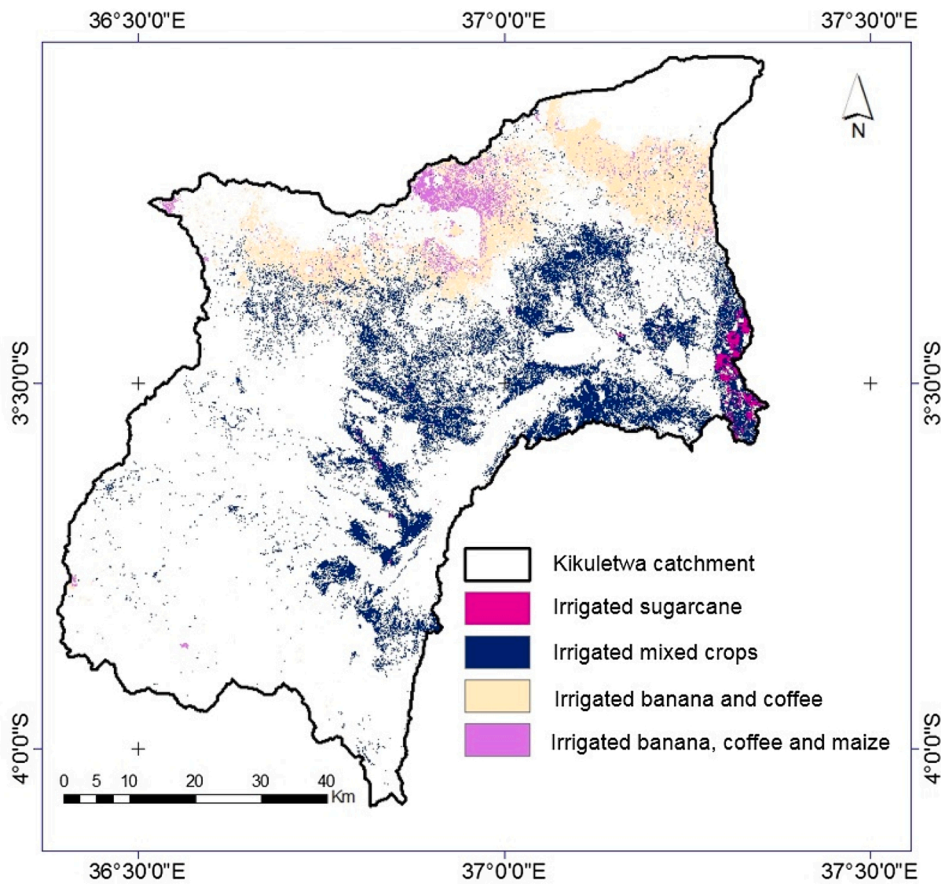 36°30'0"E 37°0'0"E 37°30'0"E
N
3°30'0"S 3°30'0"S
Kikuletwa catchment
Irrigated sugarcane
Irrigated mixed crops
Irrigated banana and coffee
Irrigated banana, coffee and maize
4°0'0"S 4°0'0"S
0 5 10 20 30 40
Km
36°30'0"E 37°0'0"E 37°30'0"E